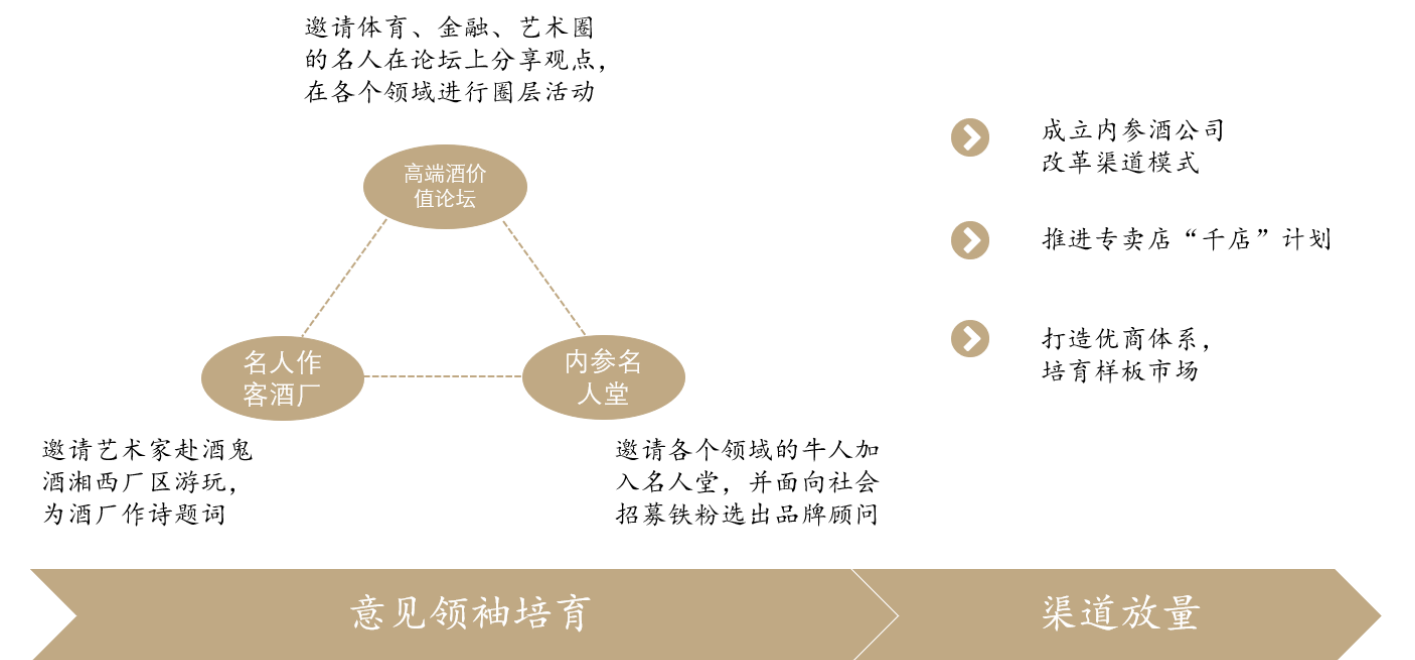 邀请体育、金融、艺术圈
的名人在论坛上分享观点，
在各个领域进行圈层活动
高端酒价
值论坛
名人作
客酒厂
内参名
人堂
邀请艺术家赴酒鬼
酒湘西厂区游玩，
为酒厂作诗题词
邀请各个领域的牛人加
入名人堂，并面向社会
招募铁粉选出品牌顾问
成立内参酒公司
改革渠道模式
推进专卖店“千店”计划
打造优商体系，
培育样板市场
意见领袖培育
渠道放量